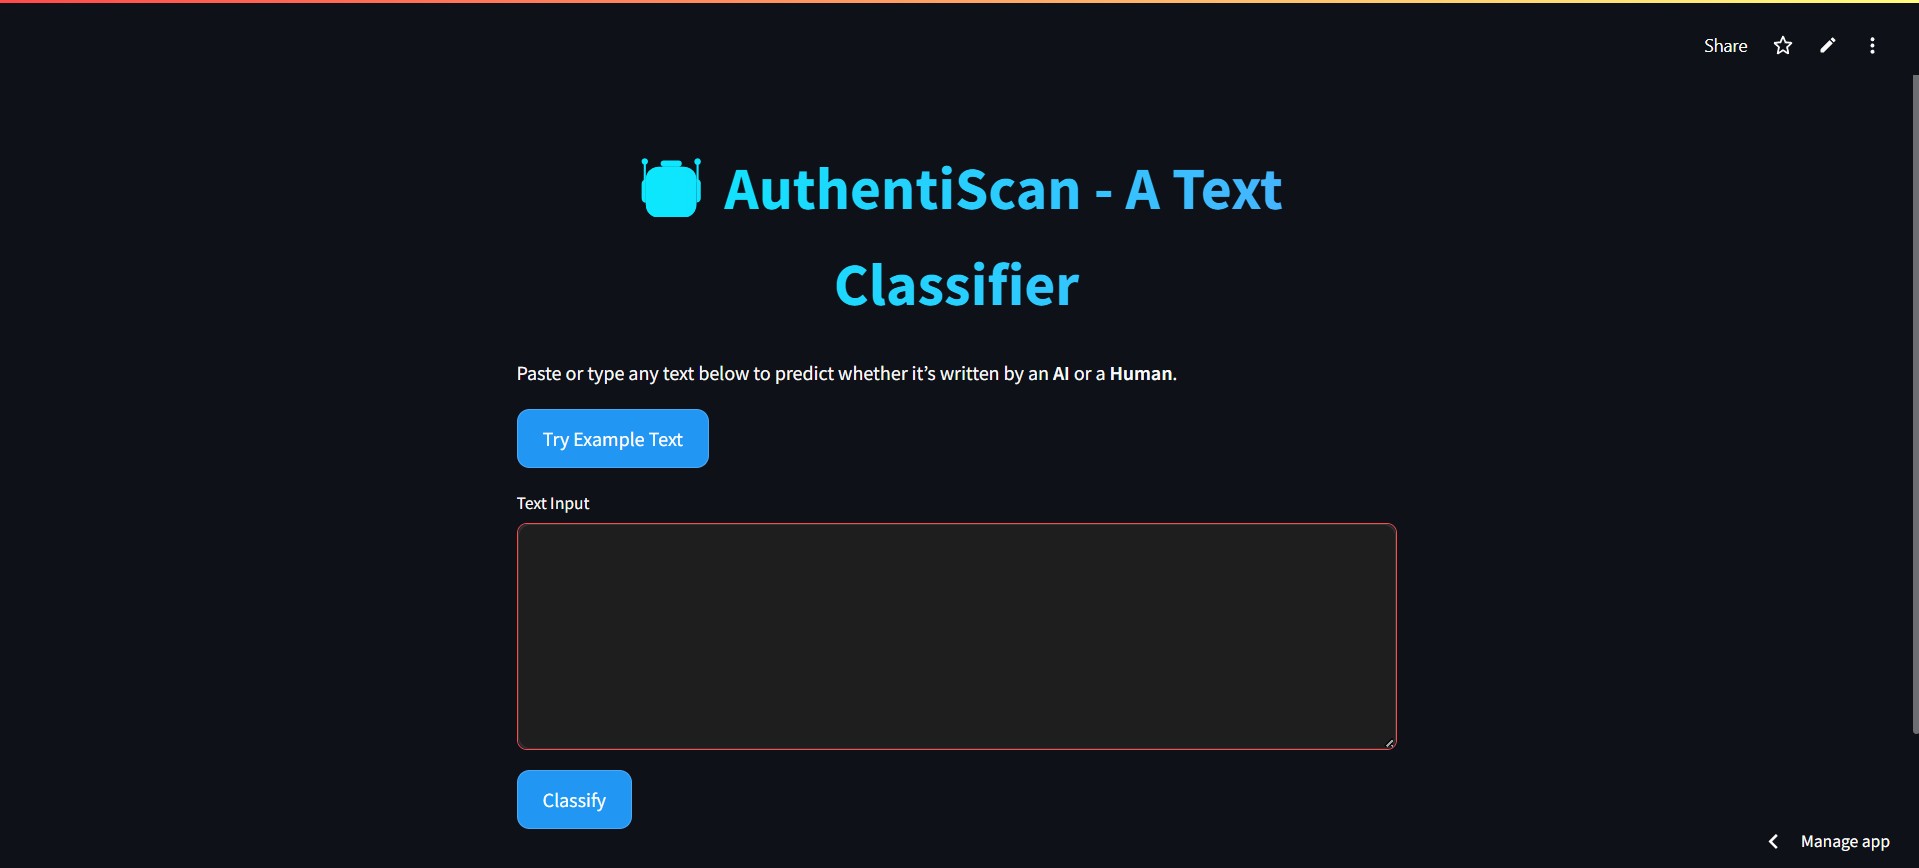 Share
AuthentiScan - A Text
Classifier
Paste or type any text below to predict whether it’s written by an AI or a Human.
Try Example Text
Text Input
Classify
Manage app